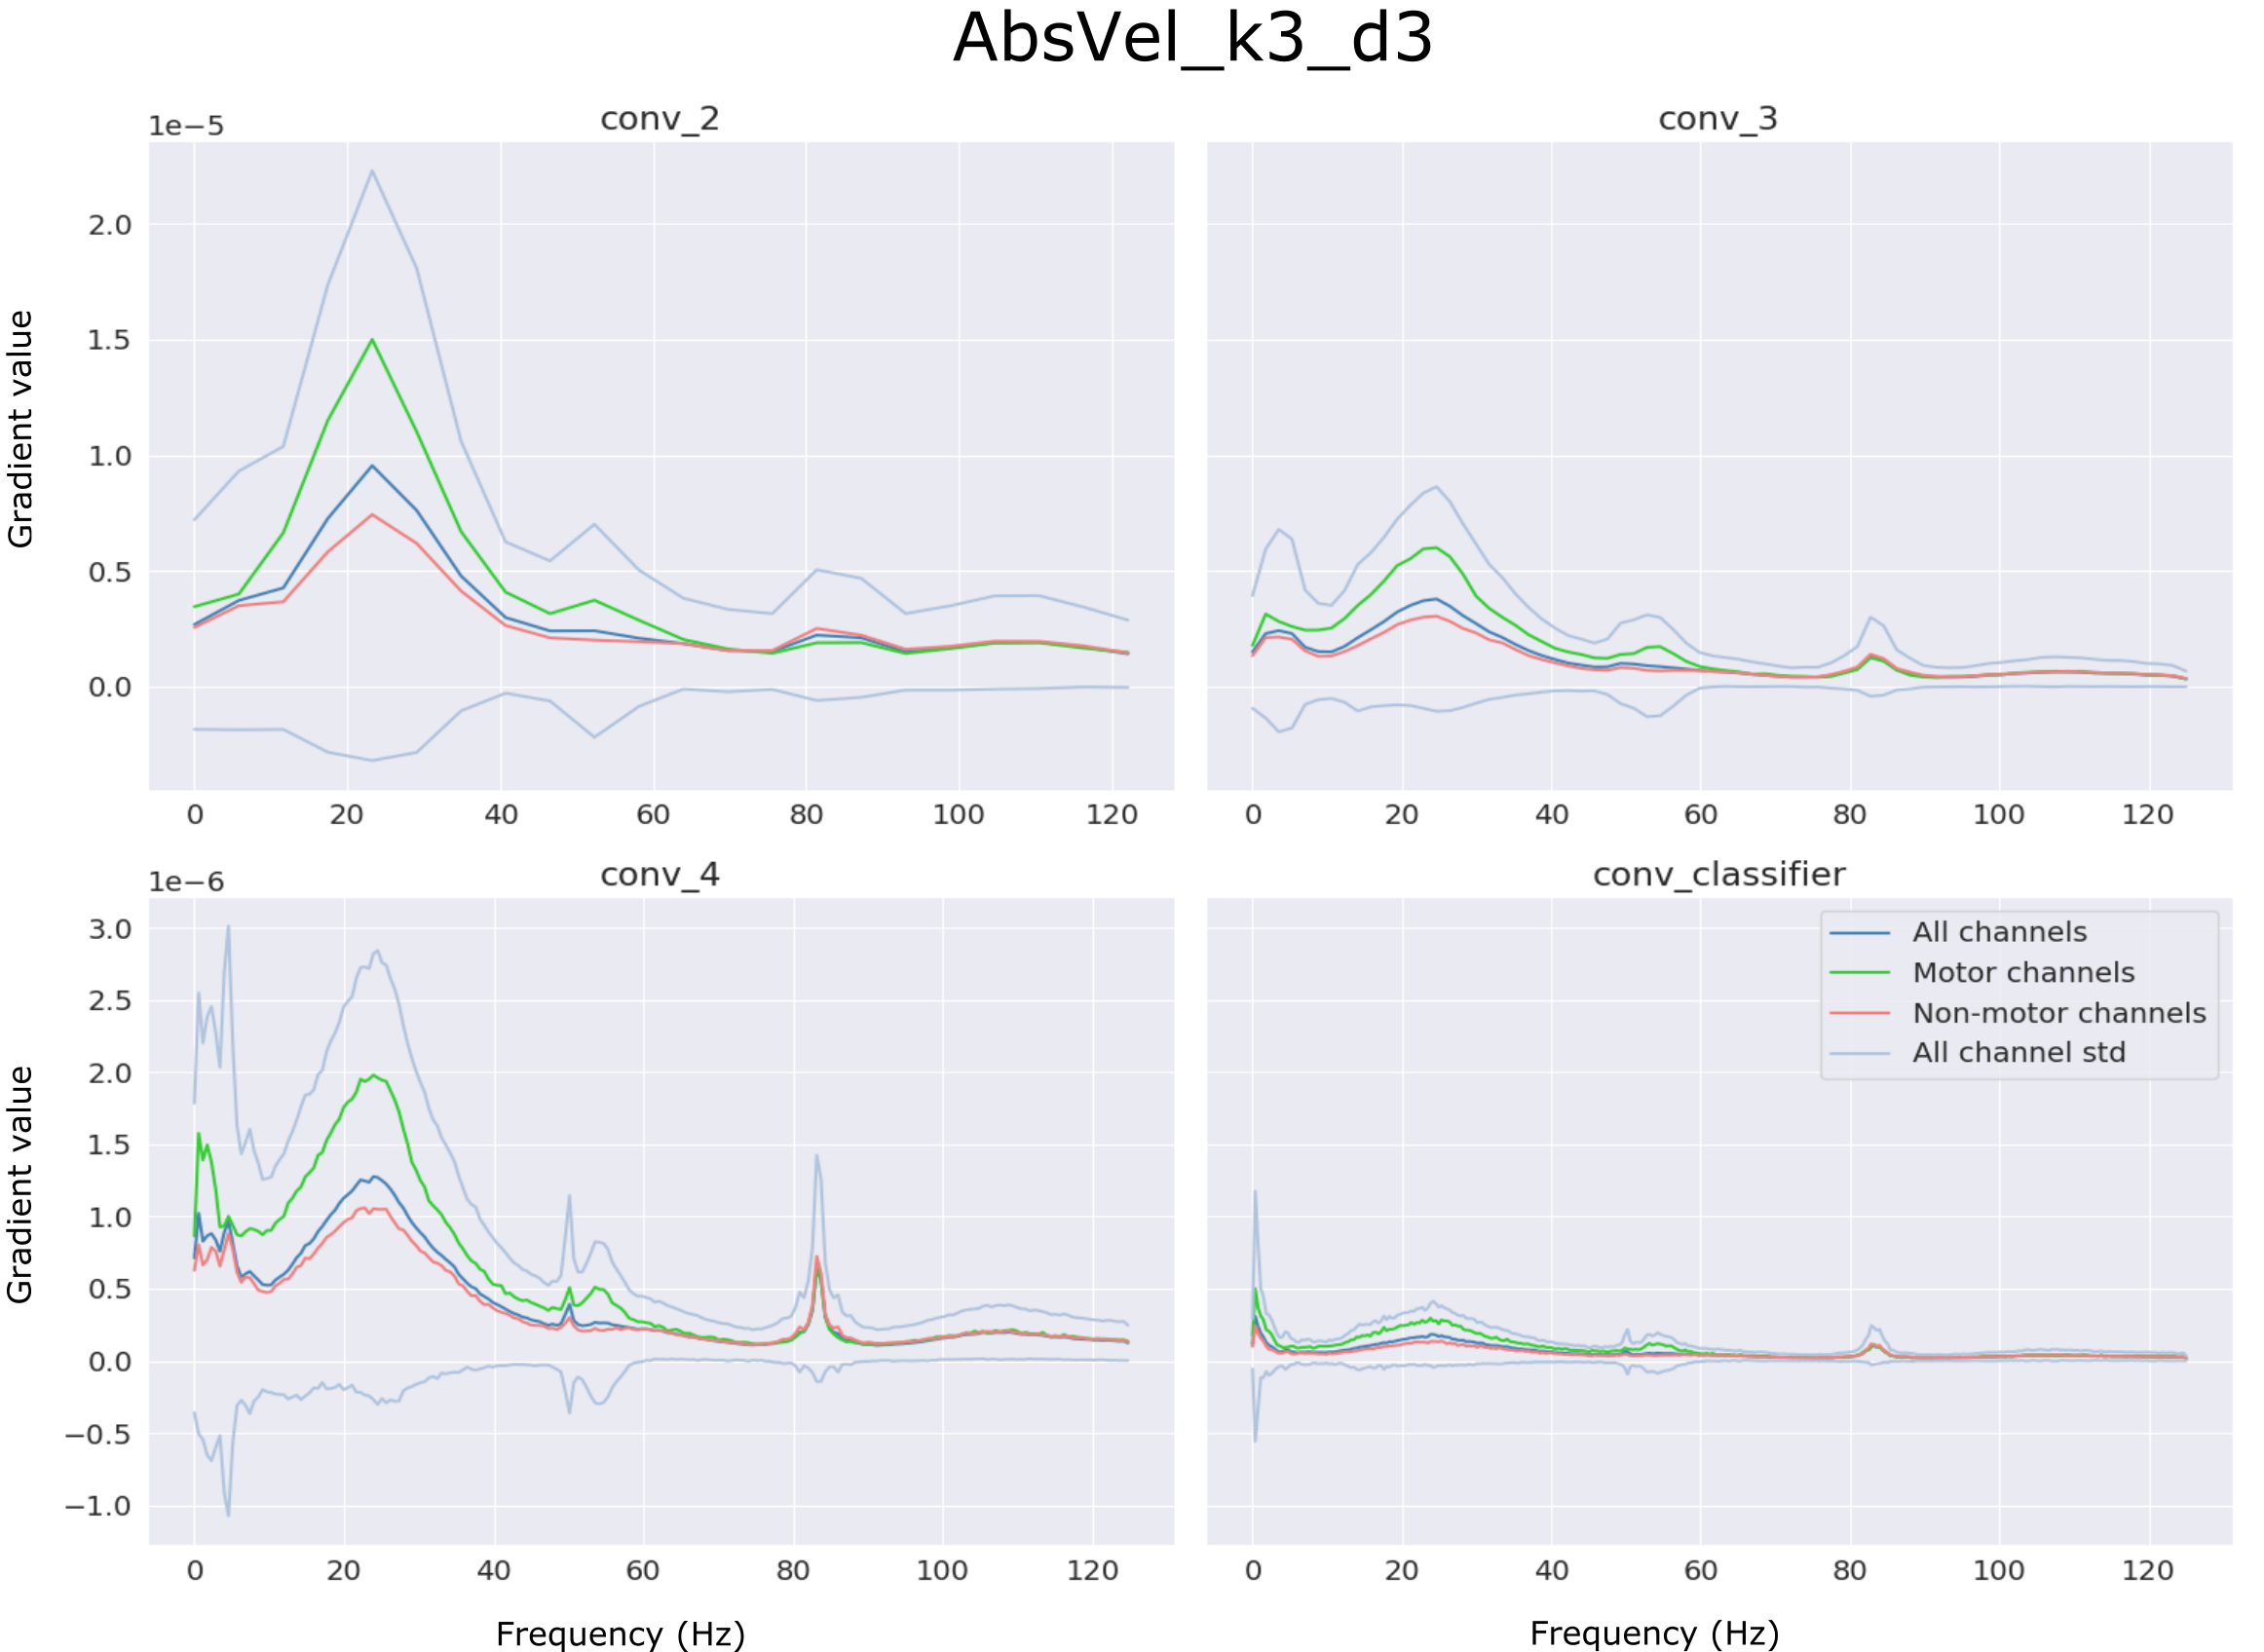 AbsVel_k3_d3
conv_2
1e−5
Gradient value
2.0
1.5
1.0
0.5
0.0
0 20 40 60 80 100 120
conv_3
0 20 40 60 80 100 120
conv_4
1e−6
Gradient value
3.0
2.5
2.0
1.5
1.0
0.5
0.0
−0.5
−1.0
0 20 40 60 80 100 120
Frequency (Hz)
conv_classifier
All channels
Motor channels
Non-motor channels
All channel std
0 20 40 60 80 100 120
Frequency (Hz)